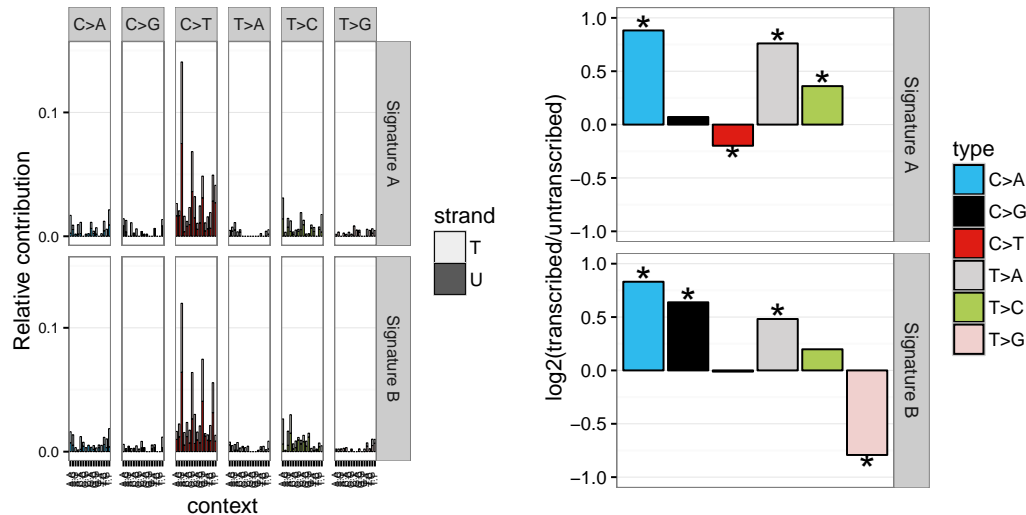 C>A C>G C>T T>A T>C T>G
Relative contribution
0.1
0.0
Signature A
0.1
0.0
Signature B
context
strand
T
U
log2(transcribed/untranscribed)
1.0
0.5
0.0
−0.5
−1.0
* * * *
Signature A
1.0
0.5
0.0
−0.5
−1.0
* * * *
Signature B
type
C>A
C>G
C>T
T>A
T>C
T>G